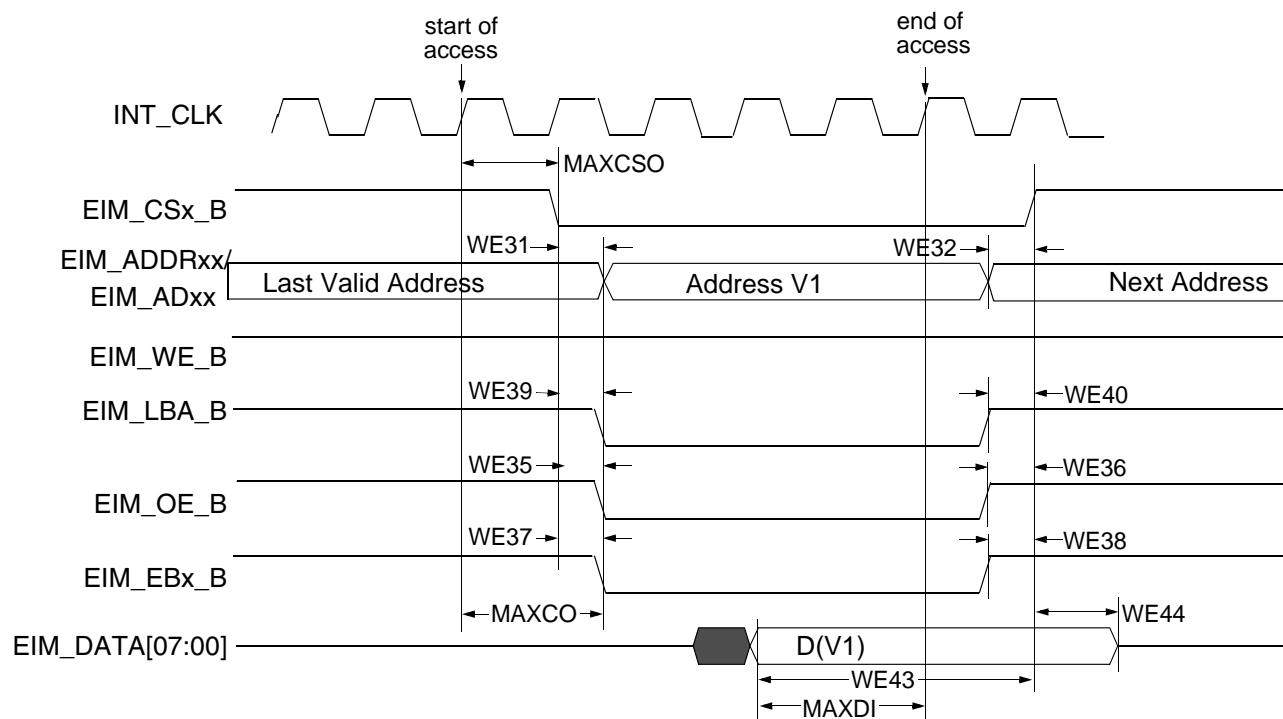 start of
access
end of
access
INT_CLK
MAXCSO
EIM_CSx_B
WE31
WE32
EIM_ADDRxx/
EIM_ADxx
Last Valid Address
Address V1
Next Address
EIM_WE_B
WE39
WE40
EIM_LBA_B
WE35
WE36
EIM_OE_B
WE37
WE38
EIM_EBx_B
MAXCO
WE44
EIM_DATA[07:00]
D(V1)
WE43
MAXDI